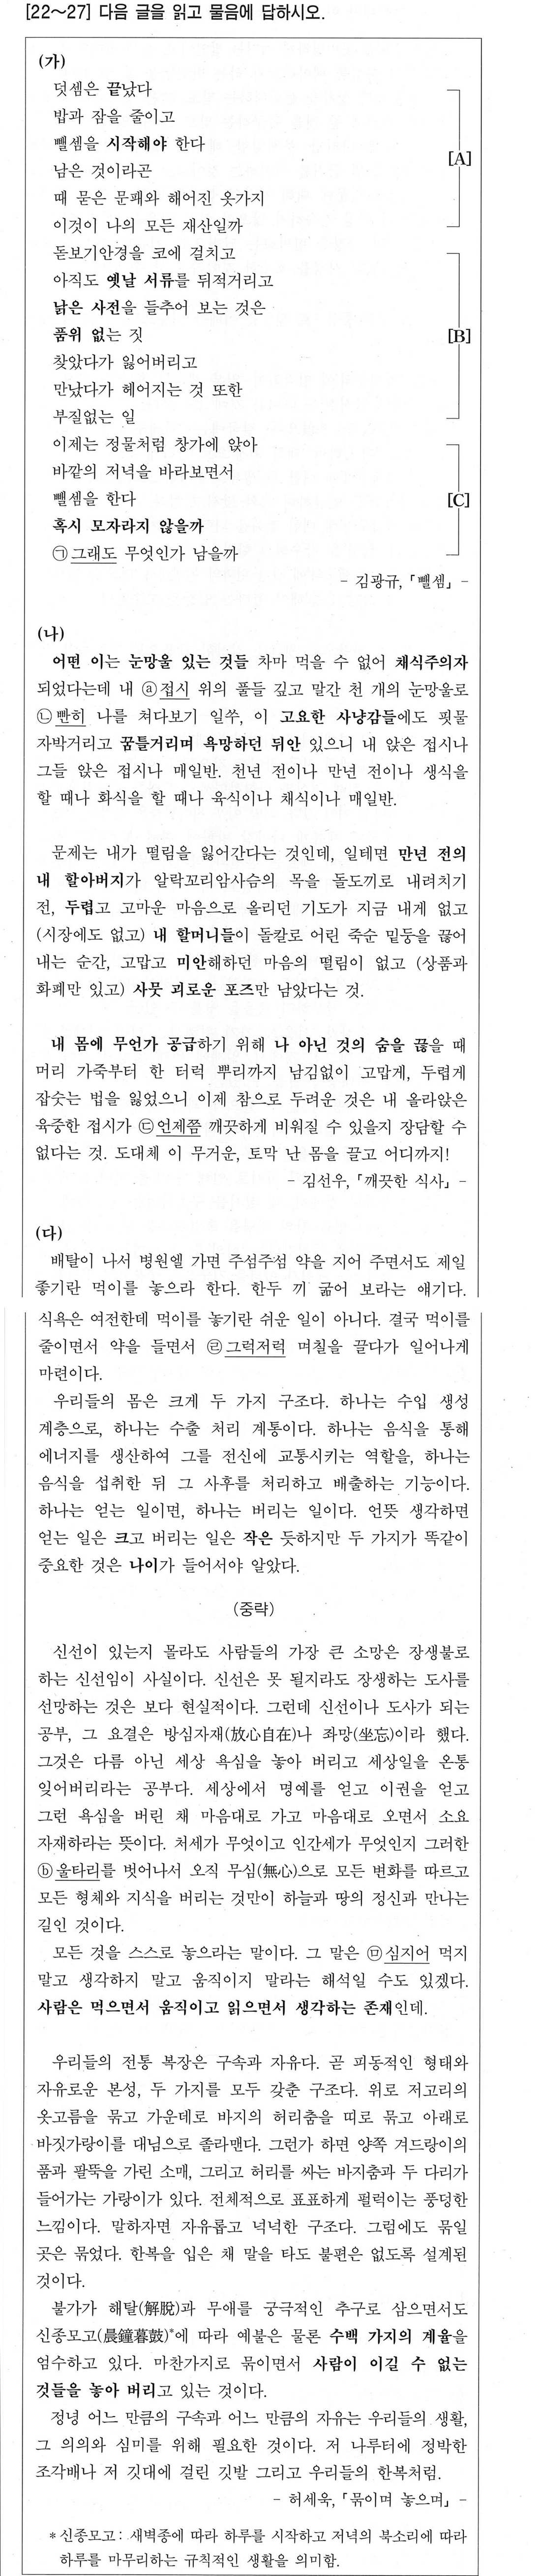 [22～27] 다음 글을 읽고 물음에 답하시오.
(가)
덧셈은 끝났다
밥과 잠을 줄이고
뺄셈을 시작해야 한다
남은 것이라곤
때 묻은 문패와 해어진 옷가지
이것이 나의 모든 재산일까
[A]
돋보기안경을 코에 걸치고
아직도 옛날 서류를 뒤적거리고
낡은 사전을 들추어 보는 것은
품위 없는 짓
찾았다가 잃어버리고
만났다가 헤어지는 것 또한
부질없는 일
[B]
이제는 정물처럼 창가에 앉아
바깥의 저녁을 바라보면서
뺄셈을 한다
혹시 모자라지 않을까
㉠그래도 무엇인가 남을까
[C]
- 김광규, 「뺄셈」 -
(나)
어떤 이는 눈망울 있는 것들 차마 먹을 수 없어 채식주의자
되었다는데 내 ⓐ접시 위의 풀들 깊고 말간 천 개의 눈망울로
㉡빤히 나를 쳐다보기 일쑤, 이 고요한 사냥감들에도 핏물
자박거리고 꿈틀거리며 욕망하던 뒤안 있으니 내 앉은 접시나
그들 앉은 접시나 매일반. 천년 전이나 만년 전이나 생식을
할 때나 화식을 할 때나 육식이나 채식이나 매일반.
문제는 내가 떨림을 잃어간다는 것인데, 일테면 만년 전의
내 할아버지가 알락꼬리암사슴의 목을 돌도끼로 내려치기
전, 두렵고 고마운 마음으로 올리던 기도가 지금 내게 없고
(시장에도 없고) 내 할머니들이 돌칼로 어린 죽순 밑둥을 끊어
내는 순간, 고맙고 미안해하던 마음의 떨림이 없고 (상품과
화폐만 있고) 사뭇 괴로운 포즈만 남았다는 것.
내 몸에 무언가 공급하기 위해 나 아닌 것의 숨을 끊을 때
머리 가죽부터 한 터럭 뿌리까지 남김없이 고맙게, 두렵게
잡숫는 법을 잃었으니 이제 참으로 두려운 것은 내 올라앉은
육중한 접시가 ㉢언제쯤 깨끗하게 비워질 수 있을지 장담할 수
없다는 것. 도대체 이 무거운, 토막 난 몸을 끌고 어디까지!
- 김선우, 「깨끗한 식사」 -
(다)
배탈이 나서 병원엘 가면 주섬주섬 약을 지어 주면서도 제일
좋기란 먹이를 놓으라 한다. 한두 끼 굶어 보라는 얘기다.
식욕은 여전한데 먹이를 놓기란 쉬운 일이 아니다. 결국 먹이를
줄이면서 약을 들면서 ㉣그럭저럭 며칠을 끌다가 일어나게
마련이다.
우리들의 몸은 크게 두 가지 구조다. 하나는 수입 생성
계층으로, 하나는 수출 처리 계통이다. 하나는 음식을 통해
에너지를 생산하여 그를 전신에 교통시키는 역할을, 하나는
음식을 섭취한 뒤 그 사후를 처리하고 배출하는 기능이다.
하나는 얻는 일이면, 하나는 버리는 일이다. 언뜻 생각하면
얻는 일은 크고 버리는 일은 작은 듯하지만 두 가지가 똑같이
중요한 것은 나이가 들어서야 알았다.
(중략)
신선이 있는지 몰라도 사람들의 가장 큰 소망은 장생불로
하는 신선임이 사실이다. 신선은 못 될지라도 장생하는 도사를
선망하는 것은 보다 현실적이다. 그런데 신선이나 도사가 되는
공부, 그 요결은 방심자재(放心自在)나 좌망(坐忘)이라 했다.
그것은 다름 아닌 세상 욕심을 놓아 버리고 세상일을 온통
잊어버리라는 공부다. 세상에서 명예를 얻고 이권을 얻고
그런 욕심을 버린 채 마음대로 가고 마음대로 오면서 소요
자재하라는 뜻이다. 처세가 무엇이고 인간세가 무엇인지 그러한
ⓑ울타리를 벗어나서 오직 무심(無心)으로 모든 변화를 따르고
모든 형체와 지식을 버리는 것만이 하늘과 땅의 정신과 만나는
길인 것이다.
모든 것을 스스로 놓으라는 말이다. 그 말은 ㉤심지어 먹지
말고 생각하지 말고 움직이지 말라는 해석일 수도 있겠다.
사람은 먹으면서 움직이고 읽으면서 생각하는 존재인데.
우리들의 전통 복장은 구속과 자유다. 곧 피동적인 형태와
자유로운 본성, 두 가지를 모두 갖춘 구조다. 위로 저고리의
옷고름을 묶고 가운데로 바지의 허리춤을 띠로 묶고 아래로
바짓가랑이를 대님으로 졸라맨다. 그런가 하면 양쪽 겨드랑이의
품과 팔뚝을 가린 소매, 그리고 허리를 싸는 바지춤과 두 다리가
들어가는 가랑이가 있다. 전체적으로 표표하게 펄럭이는 풍덩한
느낌이다. 말하자면 자유롭고 넉넉한 구조다. 그럼에도 묶일
곳은 묶었다. 한복을 입은 채 말을 타도 불편은 없도록 설계된
것이다.
불가가 해탈(解脫)과 무애를 궁극적인 추구로 삼으면서도
신종모고(晨鐘暮鼓)*에 따라 예불은 물론 수백 가지의 계율을
엄수하고 있다. 마찬가지로 묶이면서 사람이 이길 수 없는
것들을 놓아 버리고 있는 것이다.
정녕 어느 만큼의 구속과 어느 만큼의 자유는 우리들의 생활,
그 의의와 심미를 위해 필요한 것이다. 저 나루터에 정박한
조각배나 저 깃대에 걸린 깃발 그리고 우리들의 한복처럼.
- 허세욱, 「묶이며 놓으며」 -
* 신종모고 : 새벽종에 따라 하루를 시작하고 저녁의 북소리에 따라
하루를 마무리하는 규칙적인 생활을 의미함.